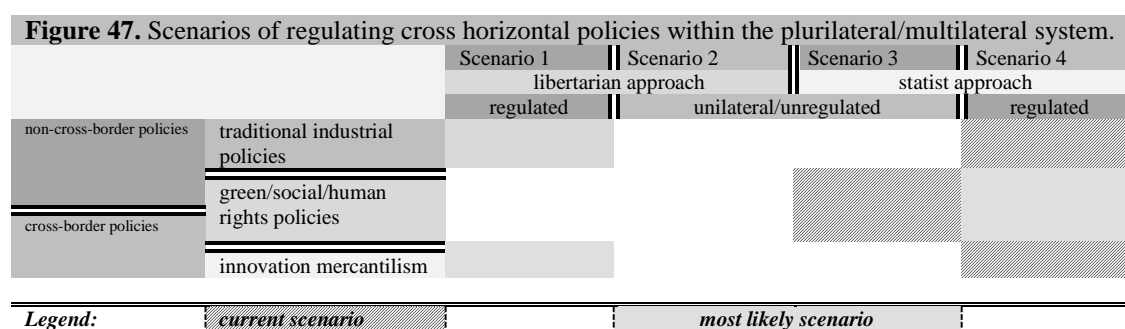 Figure 47. Scenarios of regulating cross horizontal policies within the plurilateral/multilateral system.
Scenario 1 Scenario 2 Scenario 3 Scenario 4
libertarian approach statist approach
regulated unilateral/unregulated regulated
non-cross-border policies traditional industrial
policies
green/social/human
rights policies
cross-border policies
innovation mercantilism
Legend: current scenario most likely scenario